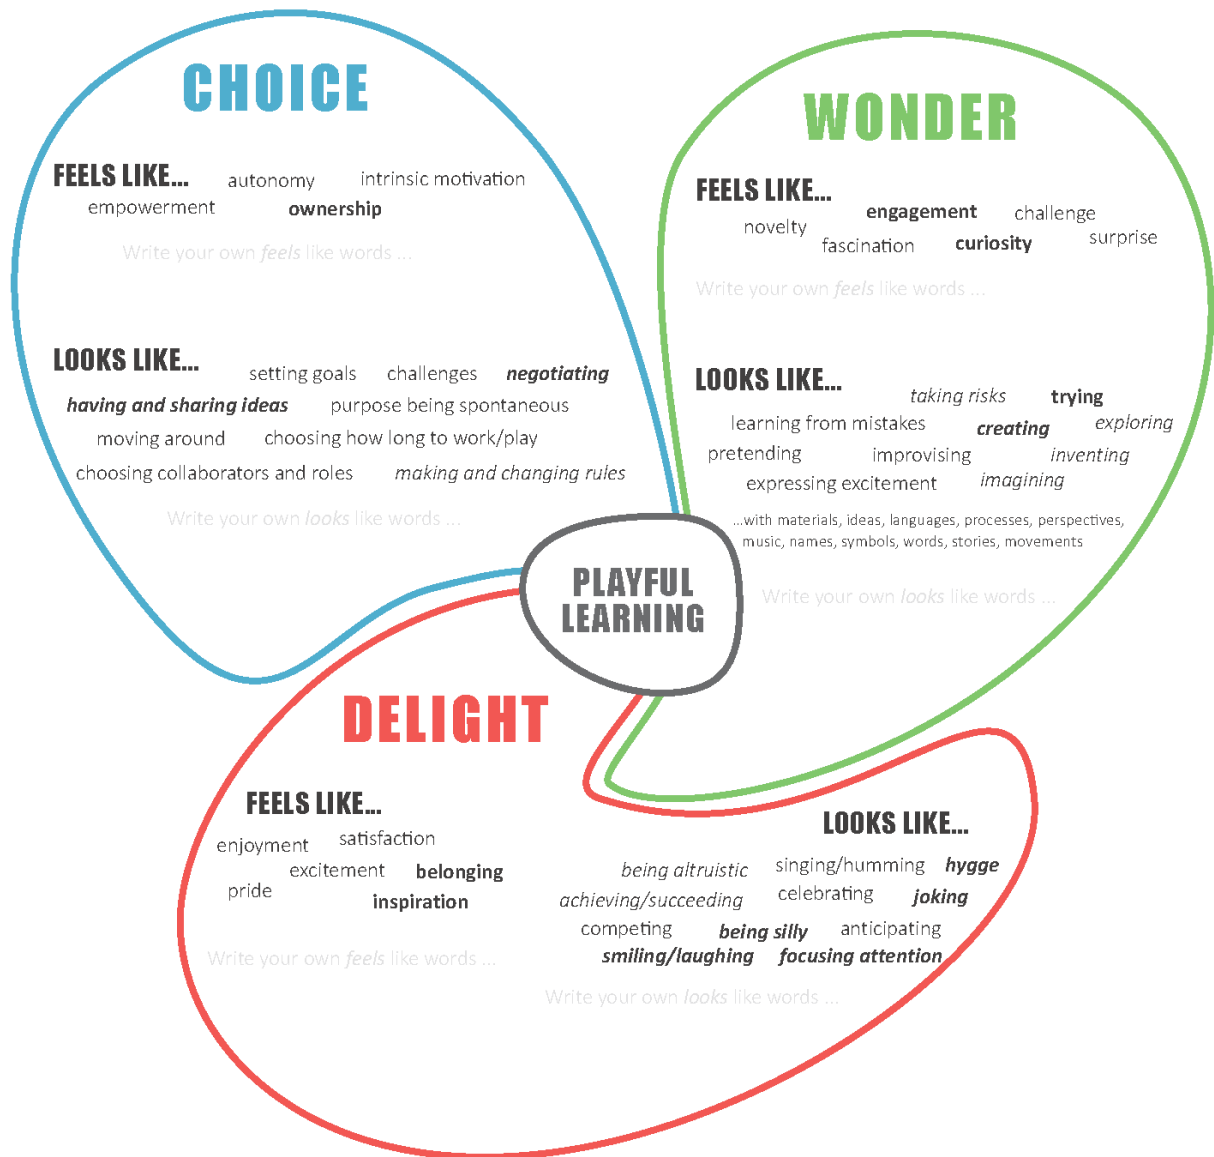 CHOICE
FEELS LIKE...
autonomy
intrinsic motivation
empowerment
ownership
Write your own feels like words ...
LOOKS LIKE...
setting goals
challenges
negotiating
having and sharing ideas
purpose being spontaneous
moving around
choosing how long to work/play
choosing collaborators and roles
making and changing rules
Write your own looks like words ...
WONDER
FEELS LIKE...
engagement
challenge
novelty
fascination
curiosity
surprise
Write your own feels like words ...
LOOKS LIKE...
taking risks
trying
learning from mistakes
creating
exploring
pretending
improvising
inventing
expressing excitement
imagining
...with materials, ideas, languages, processes, perspectives,
music, names, symbols, words, stories, movements
Write your own looks like words ...
PLAYFUL
LEARNING
DELIGHT
FEELS LIKE...
enjoyment
satisfaction
excitement
belonging
pride
inspiration
Write your own feels like words ...
LOOKS LIKE...
being altruistic
singing/humming
hygge
achieving/succeeding
celebrating
joking
competing
being silly
anticipating
smiling/laughing
focusing attention
Write your own looks like words ...